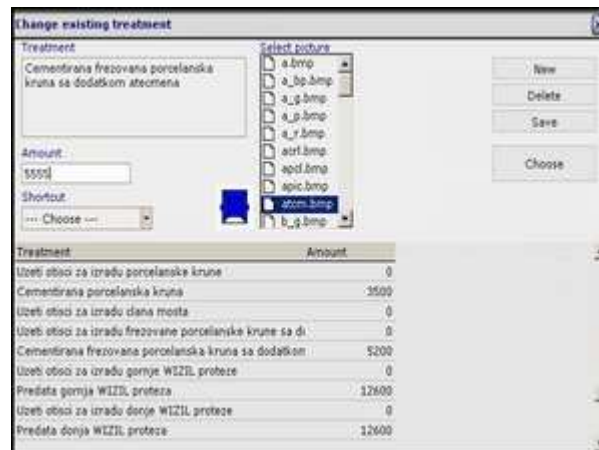 Change existing treatment
Treatment
Cementirana frezovana porcelanska
kruna sa dodatkom atecmena
Amount
5555
Shortcut
--- Choose ---
Select picture
a.bmp
a_bp.bmp
a_g.bmp
a_p.bmp
a_r.bmp
acrl.bmp
apcl.bmp
apic.bmp
atcm.bmp
b_g.bmp
New
Delete
Save
Choose
Treatment Amount
Uzeti otisci za izradu porcelanske krune 0
Cementirana porcelanska kruna 3500
Uzeti otisci za izradu clana mosta 0
Uzeti otisci za izradu frezovane porcelanske krune sa d 0
Cementirana frezovana porcelanska kruna sa dodatkom 5200
Uzeti otisci za izradu gornje WIZIL proteze 0
Predata gornja WIZIL proteza 12600
Uzeti otisci za izradu donje WIZIL proteze 0
Predata donja WIZIL proteza 12600